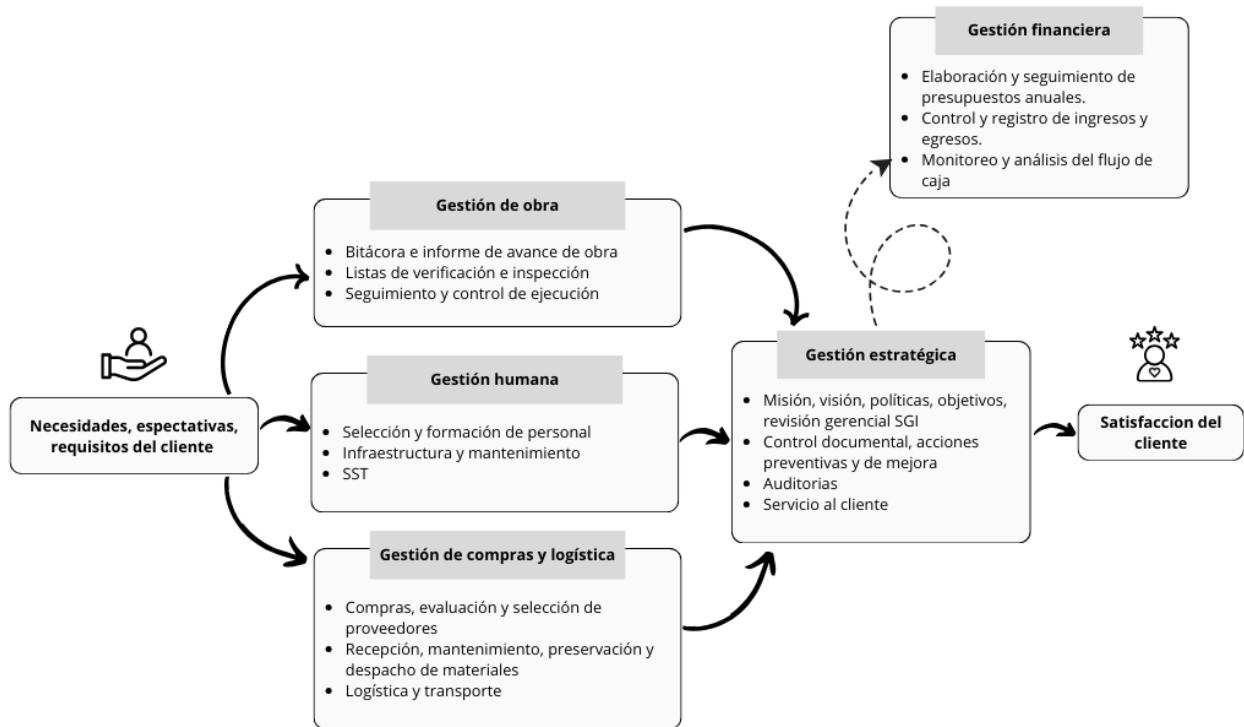 Gestión financiera
• Elaboración y seguimiento de
presupuestos anuales.
• Control y registro de ingresos y
egresos.
• Monitoreo y análisis del flujo de
caja
Gestión de obra
• Bitácora e informe de avance de obra
• Listas de verificación e inspección
• Seguimiento y control de ejecución
Necesidades, espectativas,
requisitos del cliente
Gestión humana
• Selección y formación de personal
• Infraestructura y mantenimiento
• SST
Gestión de compras y logística
• Compras, evaluación y selección de
proveedores
• Recepción, mantenimiento, preservación y
despacho de materiales
• Logística y transporte
Gestión estratégica
• Misión, visión, políticas, objetivos,
revisión gerencial SGI
• Control documental, acciones
preventivas y de mejora
• Auditorias
• Servicio al cliente
Satisfaccion del
cliente